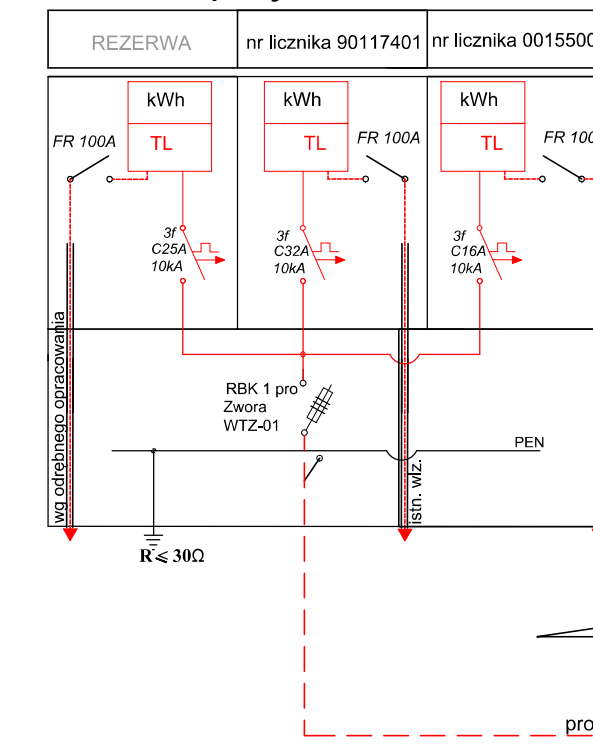 REZERWA
nr licznika 90117401
nr licznika 0015500
kWh
kWh
kWh
TL
TL
TL
FR 100A
FR 100A
FR 100
3f
C25A
10kA
3f
C32A
10kA
3f
C16A
10kA
wg odrębnego opracowania
RBK 1 pro
Zwora
WTZ-01
PEN
istn. wlz.
R ⩽ 30Ω
pro